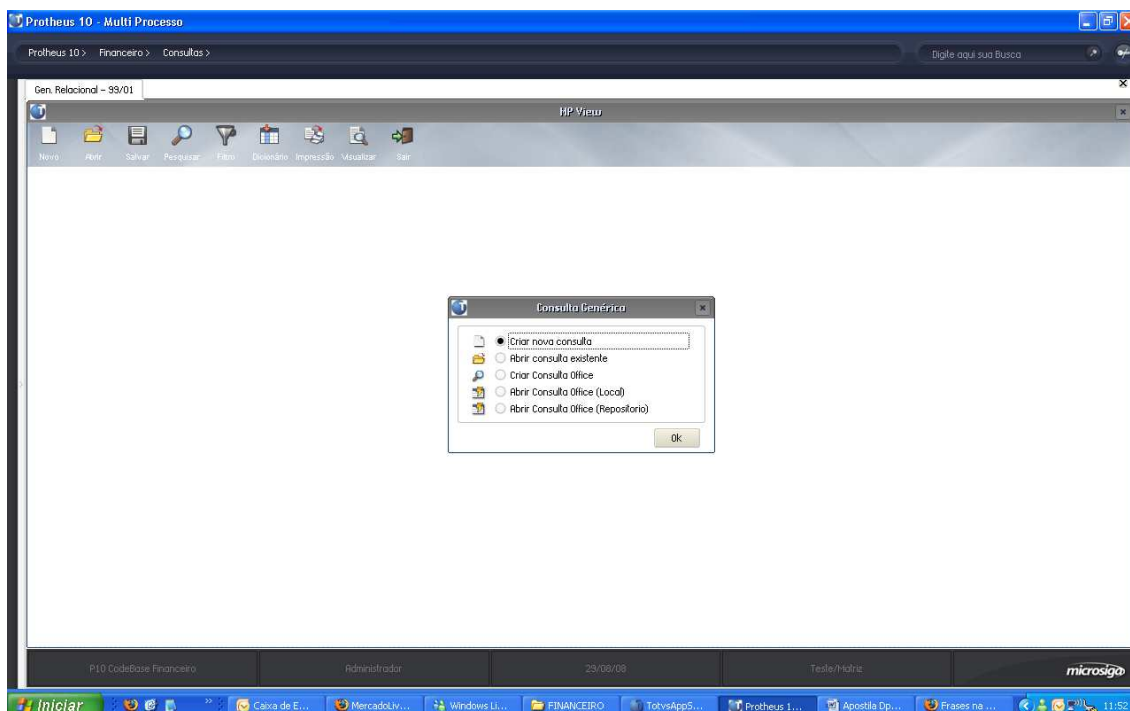 Protheus 10 - Multi Processo
Protheus 10 > Financeiro > Consultas >
Digite aqui sua Busca
Gen. Relacional - 99/01
MP View
Novo Abrir Salvar Pesquisar Filtro Dicionário Impressão Visualizar Sair
Consulta Genérica
Criar nova consulta
Abrir consulta existente
Criar Consulta Office
Abrir Consulta Office (Local)
Abrir Consulta Office (Repositorio)
Ok
P10 CodeBase Financeiro Administrador 29/08/08 Teste/Matriz microsiga
Iniciar Caixa de E... MercadoLiv... Windows Li... FINANCEIRO TotvsAppS... Protheus 1... Apostila Dp... Frases na ... 11:52